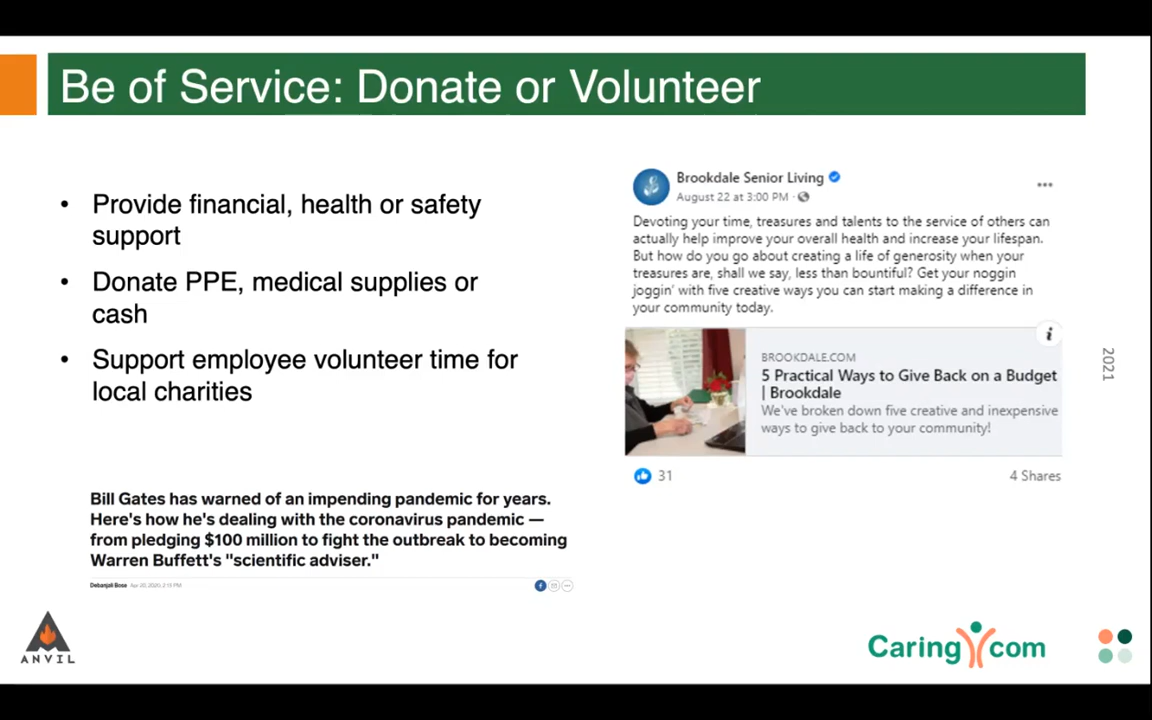 Be of Service: Donate or Volunteer
• Provide financial, health or safety
support
• Donate PPE, medical supplies or
cash
• Support employee volunteer time for
local charities
Bill Gates has warned of an impending pandemic for years.
Here's how he's dealing with the coronavirus pandemic —
from pledging $100 million to fight the outbreak to becoming
Warren Buffett's "scientific adviser."
Debanjali Bose Apr 20, 2020, 2:15 PM
Brookdale Senior Living
August 22 at 3:00 PM ·
Devoting your time, treasures and talents to the service of others can
actually help improve your overall health and increase your lifespan.
But how do you go about creating a life of generosity when your
treasures are, shall we say, less than bountiful? Get your noggin
joggin' with five creative ways you can start making a difference in
your community today.
BROOKDALE.COM
5 Practical Ways to Give Back on a Budget
| Brookdale
We've broken down five creative and inexpensive
ways to give back to your community!
31
4 Shares
2021
ANVIL
Caring com